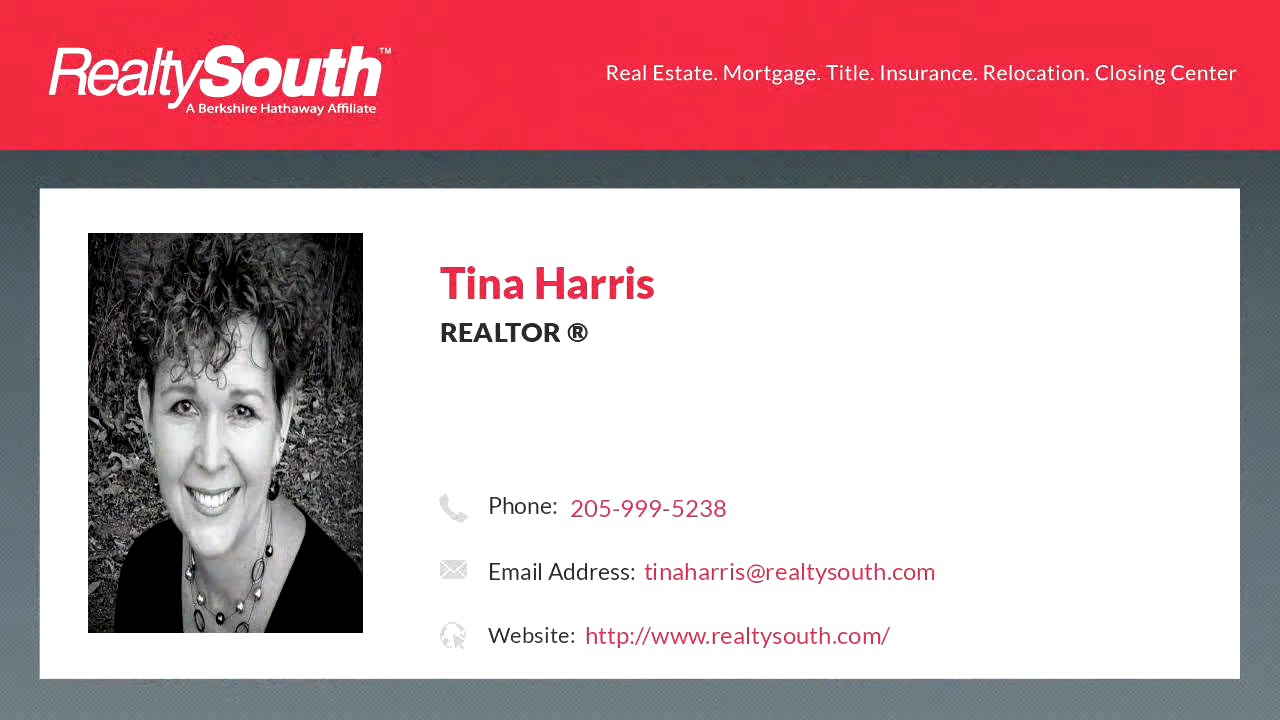 RealtySouth™
A Berkshire Hathaway Affiliate
Real Estate. Mortgage. Title. Insurance. Relocation. Closing Center
Tina Harris
REALTOR ®
Phone: 205-999-5238
Email Address: tinaharris@realtysouth.com
Website: http://www.realtysouth.com/